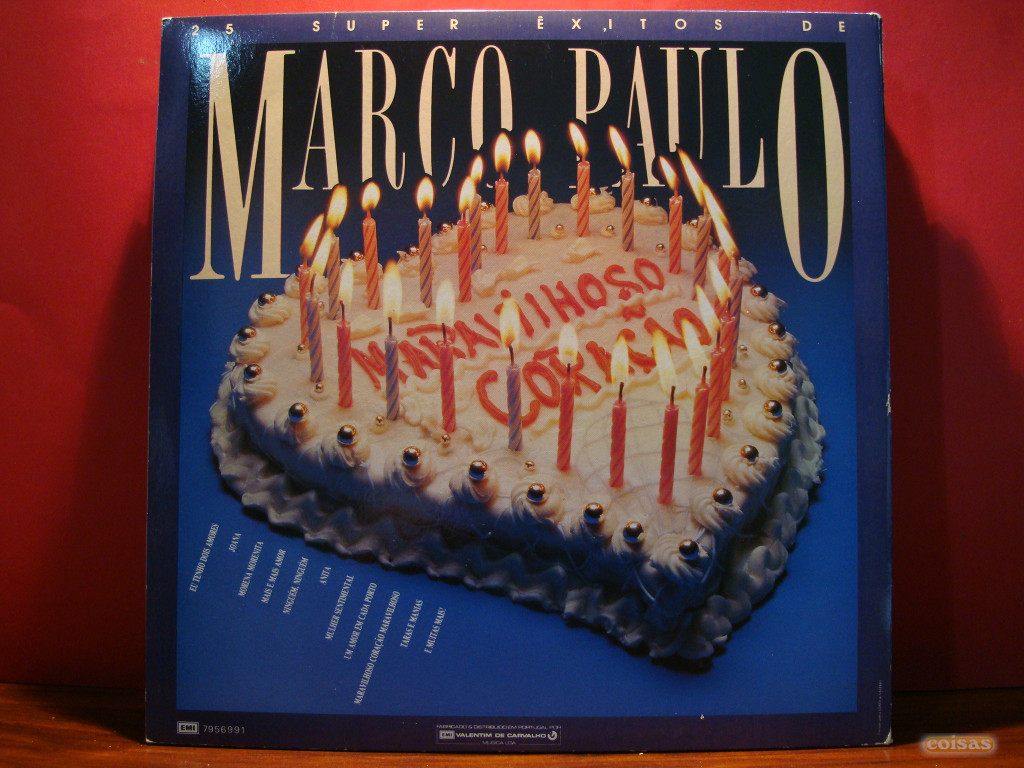 25 SUPER ÊXITOS DE
MARCO PAULO
MARAVILHOSO
CORAÇÃO
EU TENHO DOIS AMORES
JOANA
MORENA MORENITA
MAIS E MAIS AMOR
NINGUÉM, NINGUÉM
ANITA
MULHER SENTIMENTAL
UM AMOR EM CADA PORTO
MARAVILHOSO CORAÇÃO MARAVILHOSO
TARAS E MANIAS
E MUITAS MAIS!
EMI 7956991
FABRICADO & DISTRIBUIDO EM PORTUGAL POR
EMI VALENTIM DE CARVALHO
MUSICA LDA
coisas